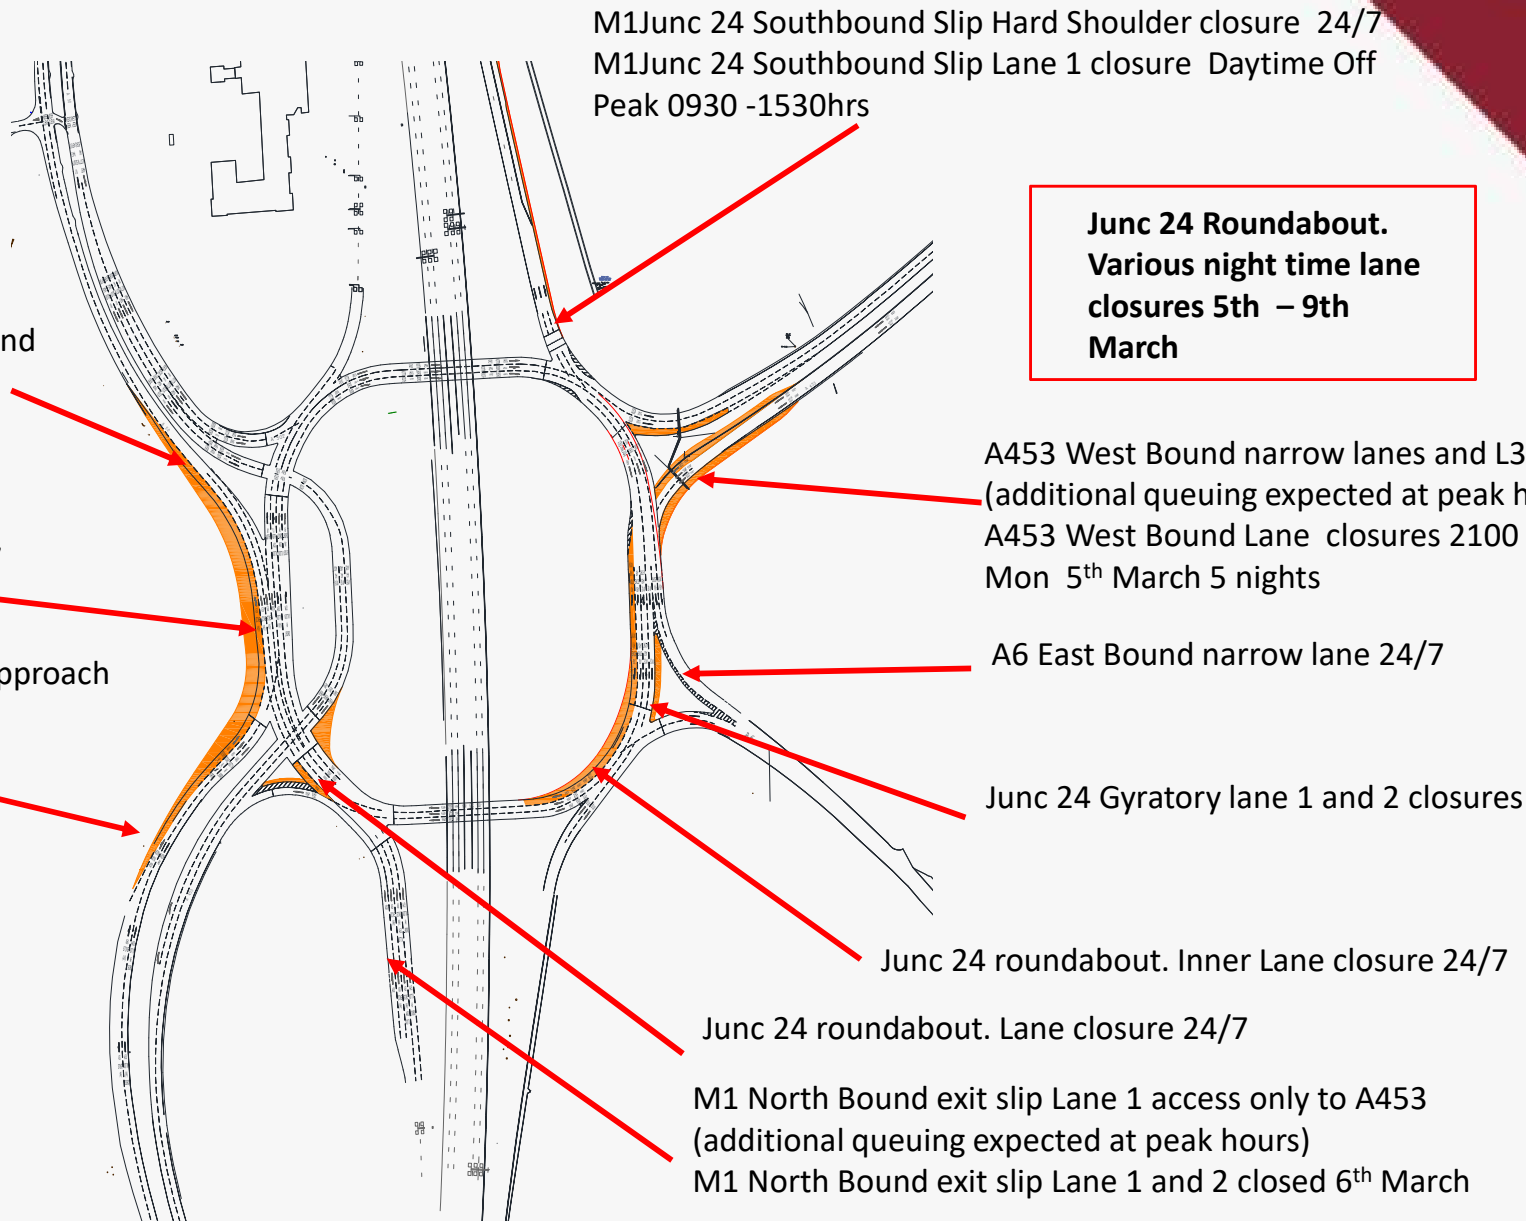 M1Junc 24 Southbound Slip Hard Shoulder closure 24/7
M1Junc 24 Southbound Slip Lane 1 closure Daytime Off
Peak 0930 -1530hrs
Junc 24 Roundabout.
Various night time lane
closures 5th – 9th
March
nd
A453 West Bound narrow lanes and L3
(additional queuing expected at peak h
A453 West Bound Lane closures 2100
Mon 5th March 5 nights
A6 East Bound narrow lane 24/7
pproach
Junc 24 Gyratory lane 1 and 2 closures
Junc 24 roundabout. Inner Lane closure 24/7
Junc 24 roundabout. Lane closure 24/7
M1 North Bound exit slip Lane 1 access only to A453
(additional queuing expected at peak hours)
M1 North Bound exit slip Lane 1 and 2 closed 6th March